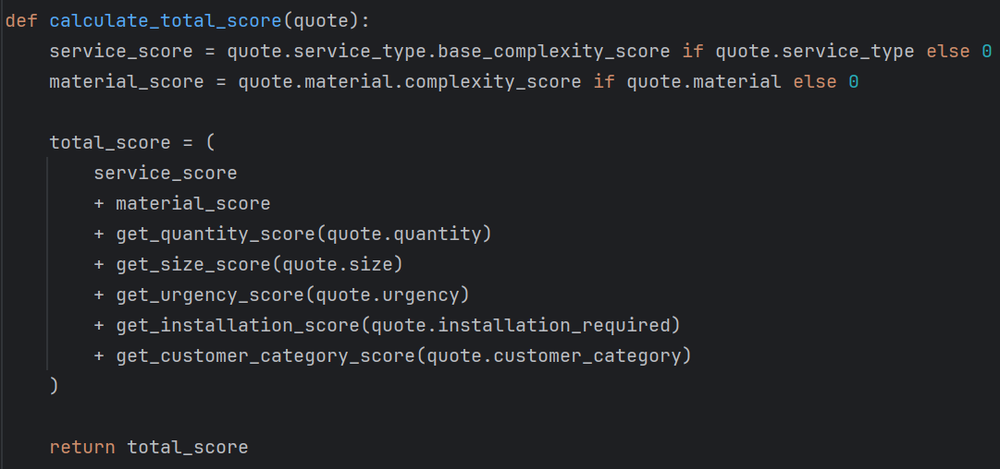 def calculate_total_score(quote):
    service_score = quote.service_type.base_complexity_score if quote.service_type else 0
    material_score = quote.material.complexity_score if quote.material else 0

    total_score = (
        service_score
        + material_score
        + get_quantity_score(quote.quantity)
        + get_size_score(quote.size)
        + get_urgency_score(quote.urgency)
        + get_installation_score(quote.installation_required)
        + get_customer_category_score(quote.customer_category)
    )

    return total_score